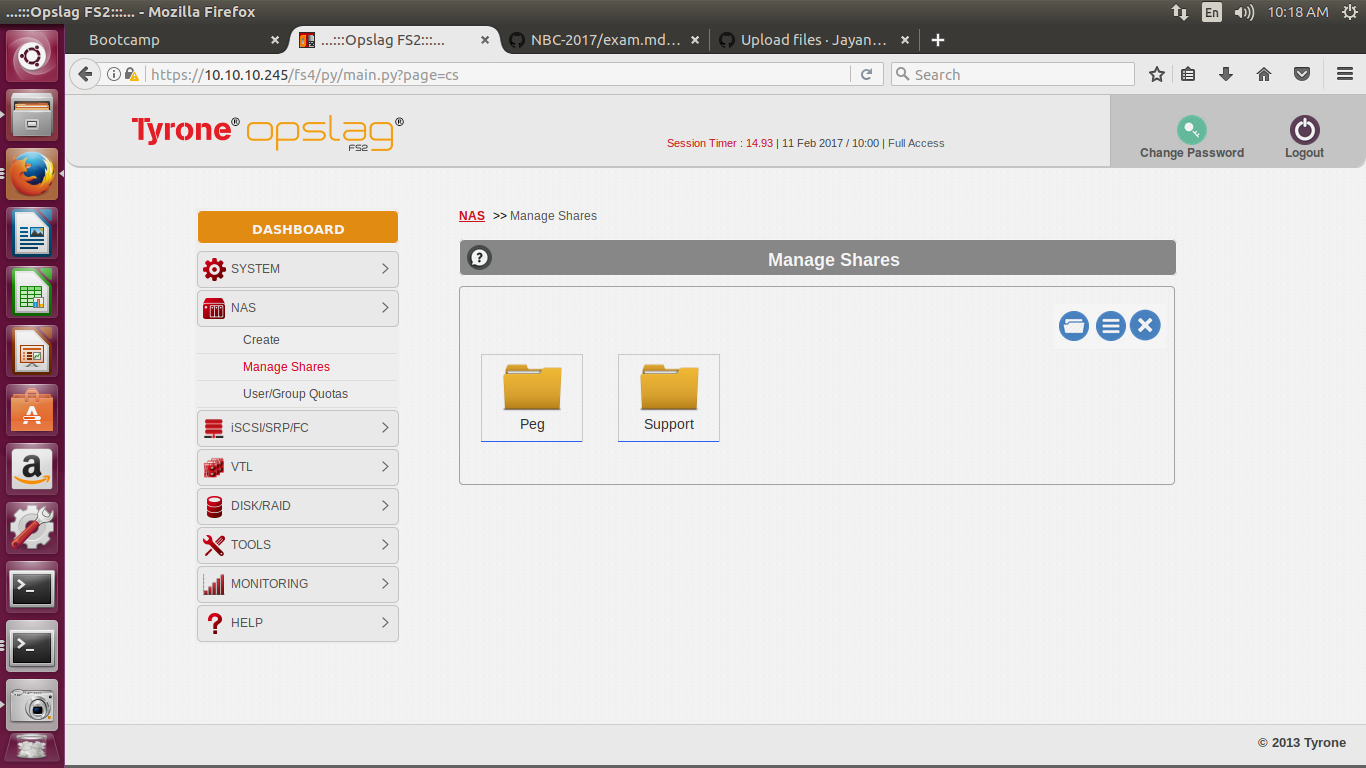 ...:::Opslag FS2:::... - Mozilla Firefox
En
10:18 AM
Bootcamp
...:::Opslag FS2:::...
NBC-2017/exam.md...
Upload files · Jayan...
https://10.10.10.245/fs4/py/main.py?page=cs
Search
Tyrone® opslag®
FS2
Session Timer : 14.93 | 11 Feb 2017 / 10:00 | Full Access
Change Password
Logout
NAS >> Manage Shares
DASHBOARD
Manage Shares
SYSTEM
NAS
Create
Manage Shares
User/Group Quotas
iSCSI/SRP/FC
VTL
DISK/RAID
TOOLS
MONITORING
HELP
Peg
Support
© 2013 Tyrone